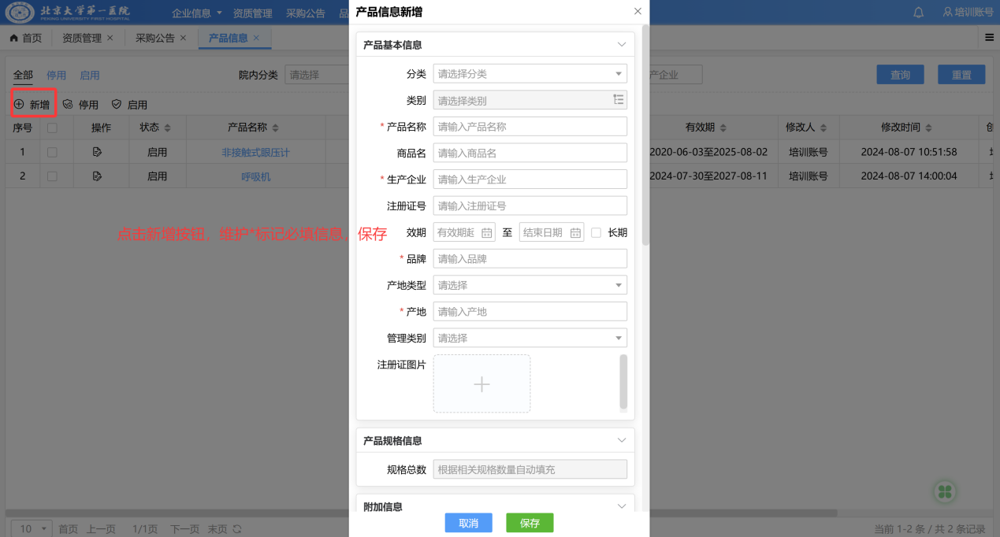 北京大学第一医院
PEKING UNIVERSITY FIRST HOSPITAL
企业信息 资质管理 采购公告 品
培训账号
首页 资质管理 × 采购公告 × 产品信息 ×
全部 停用 启用 院内分类 请选择
产企业 查询 重置
新增 停用 启用
序号 操作 状态 产品名称 有效期 修改人 修改时间
1 启用 非接触式眼压计 2020-06-03至2025-08-02 培训账号 2024-08-07 10:51:58
2 启用 呼吸机 2024-07-30至2027-08-11 培训账号 2024-08-07 14:00:04
点击新增按钮，维护*标记必填信息，保存
产品信息新增
产品基本信息
分类 请选择分类
类别 请选择类别
* 产品名称 请输入产品名称
商品名 请输入商品名
* 生产企业 请输入生产企业
注册证号 请输入注册证号
效期 有效期起 至 结束日期 长期
* 品牌 请输入品牌
产地类型 请选择
* 产地 请输入产地
管理类别 请选择
注册证图片
产品规格信息
规格总数 根据相关规格数量自动填充
附加信息
取消 保存
10 首页 上一页 1/1页 下一页 末页
当前 1-2 条 / 共 2 条记录